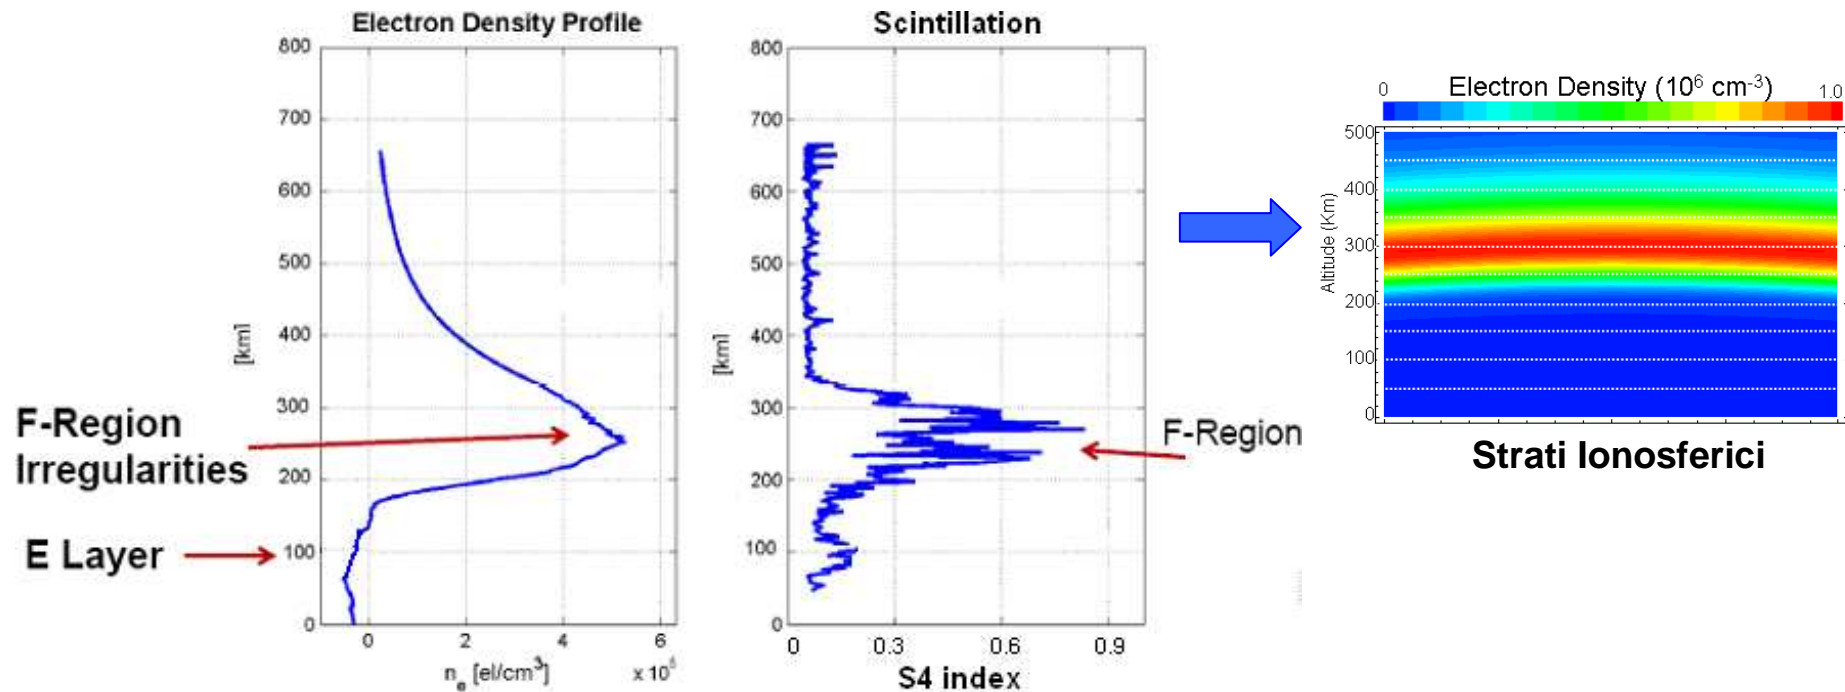 Electron Density Profile
800
700
600
500
400
300
200
100
0
[km]
0 2 4 6
n_e [el/cm³] x 10⁵
F-Region
Irregularities
E Layer
Scintillation
800
700
600
500
400
300
200
100
0
[km]
0 0.3 0.6 0.9
S4 index
F-Region
Electron Density (10⁶ cm⁻³)
0 1.0
500
400
300
200
100
0
Altitude (Km)
Strati Ionosferici